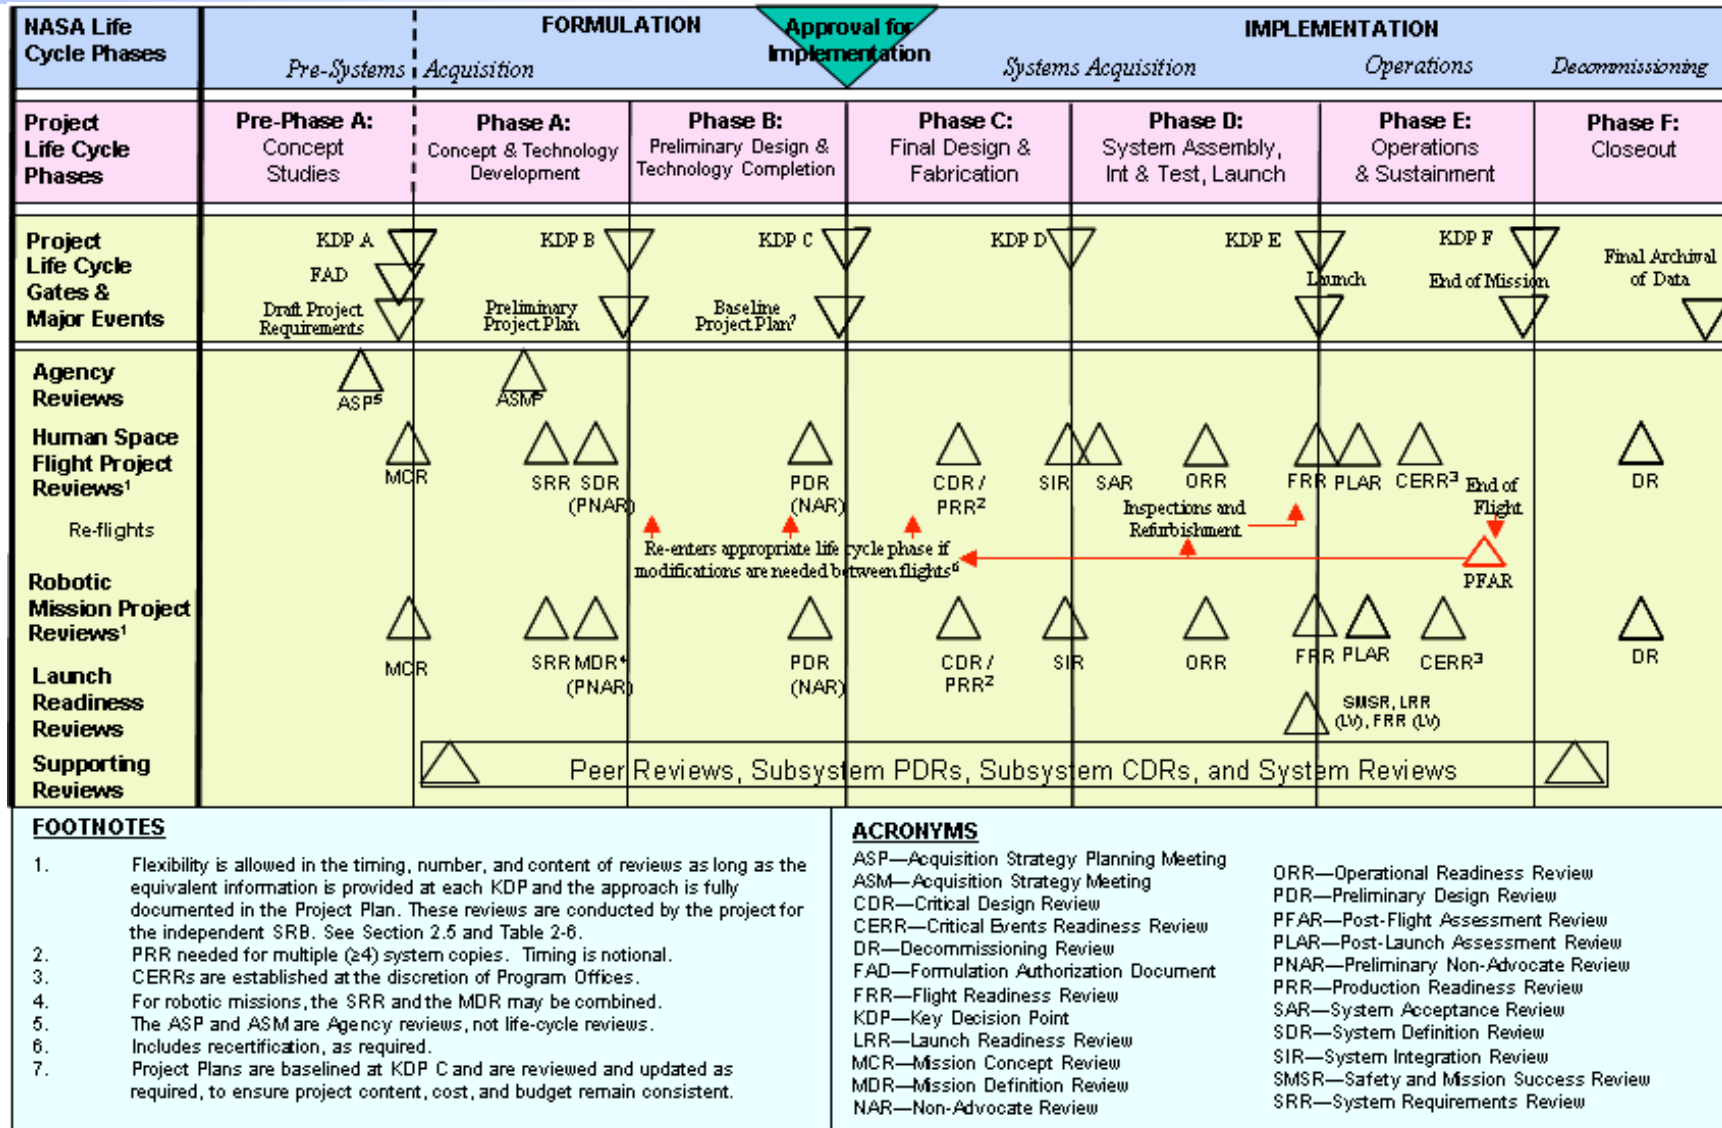 NASA Life
Cycle Phases
FORMULATION
Approval for
Implementation
IMPLEMENTATION
Pre-Systems Acquisition
Systems Acquisition
Operations
Decommissioning
Project
Life Cycle
Phases
Pre-Phase A:
Concept
Studies
Phase A:
Concept & Technology
Development
Phase B:
Preliminary Design &
Technology Completion
Phase C:
Final Design &
Fabrication
Phase D:
System Assembly,
Int & Test, Launch
Phase E:
Operations
& Sustainment
Phase F:
Closeout
Project
Life Cycle
Gates &
Major Events
KDP A
FAD
Draft Project
Requirements
KDP B
Preliminary
Project Plan
KDP C
Baseline
Project Plan⁷
KDP D
KDP E
Launch
KDP F
End of Mission
Final Archival
of Data
Agency
Reviews
ASP⁵
ASM⁵
Human Space
Flight Project
Reviews¹
MCR
SRR
SDR
(PNAR)
PDR
(NAR)
CDR /
PRR²
SIR
SAR
ORR
FRR
PLAR
CERR³
End of
Flight
DR
Re-flights
Re-enters appropriate life cycle phase if
modifications are needed between flights⁶
Inspections and
Refurbishment
PFAR
Robotic
Mission Project
Reviews¹
MCR
SRR
MDR⁴
(PNAR)
PDR
(NAR)
CDR /
PRR²
SIR
ORR
FRR
PLAR
CERR³
DR
Launch
Readiness
Reviews
SMSR, LRR
(LV), FRR (LV)
Supporting
Reviews
Peer Reviews, Subsystem PDRs, Subsystem CDRs, and System Reviews
FOOTNOTES
1. Flexibility is allowed in the timing, number, and content of reviews as long as the
equivalent information is provided at each KDP and the approach is fully
documented in the Project Plan. These reviews are conducted by the project for
the independent SRB. See Section 2.5 and Table 2-6.
2. PRR needed for multiple (≥4) system copies. Timing is notional.
3. CERRs are established at the discretion of Program Offices.
4. For robotic missions, the SRR and the MDR may be combined.
5. The ASP and ASM are Agency reviews, not life-cycle reviews.
6. Includes recertification, as required.
7. Project Plans are baselined at KDP C and are reviewed and updated as
required, to ensure project content, cost, and budget remain consistent.
ACRONYMS
ASP—Acquisition Strategy Planning Meeting
ASM—Acquisition Strategy Meeting
CDR—Critical Design Review
CERR—Critical Events Readiness Review
DR—Decommissioning Review
FAD—Formulation Authorization Document
FRR—Flight Readiness Review
KDP—Key Decision Point
LRR—Launch Readiness Review
MCR—Mission Concept Review
MDR—Mission Definition Review
NAR—Non-Advocate Review
ORR—Operational Readiness Review
PDR—Preliminary Design Review
PFAR—Post-Flight Assessment Review
PLAR—Post-Launch Assessment Review
PNAR—Preliminary Non-Advocate Review
PRR—Production Readiness Review
SAR—System Acceptance Review
SDR—System Definition Review
SIR—System Integration Review
SMSR—Safety and Mission Success Review
SRR—System Requirements Review